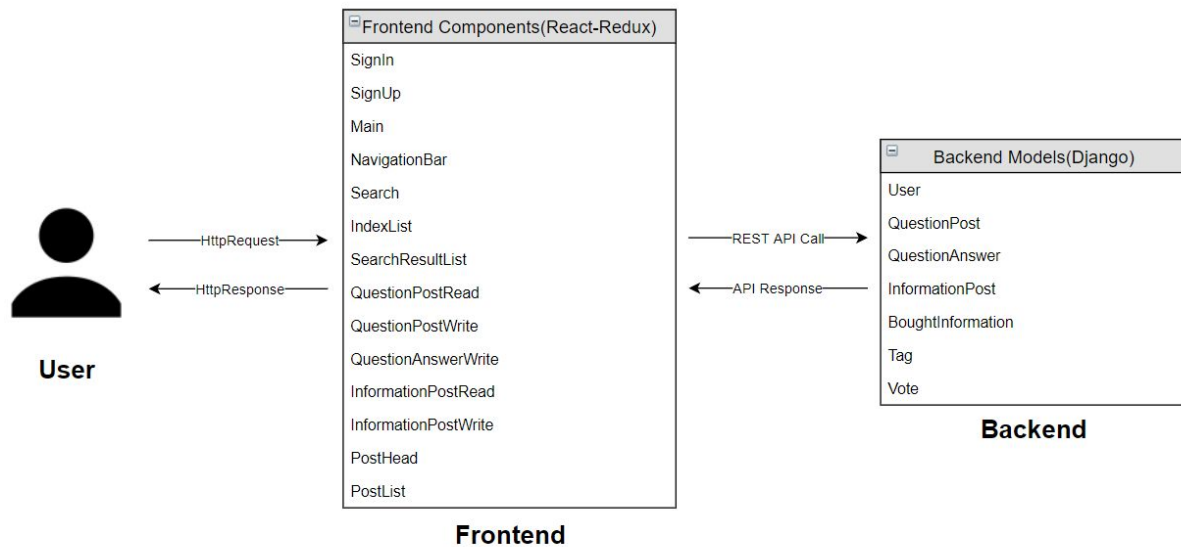 Frontend Components(React-Redux)
SignIn
SignUp
Main
NavigationBar
Search
IndexList
SearchResultList
QuestionPostRead
QuestionPostWrite
QuestionAnswerWrite
InformationPostRead
InformationPostWrite
PostHead
PostList
Frontend
HttpRequest
HttpResponse
User
REST API Call
API Response
Backend Models(Django)
User
QuestionPost
QuestionAnswer
InformationPost
BoughtInformation
Tag
Vote
Backend